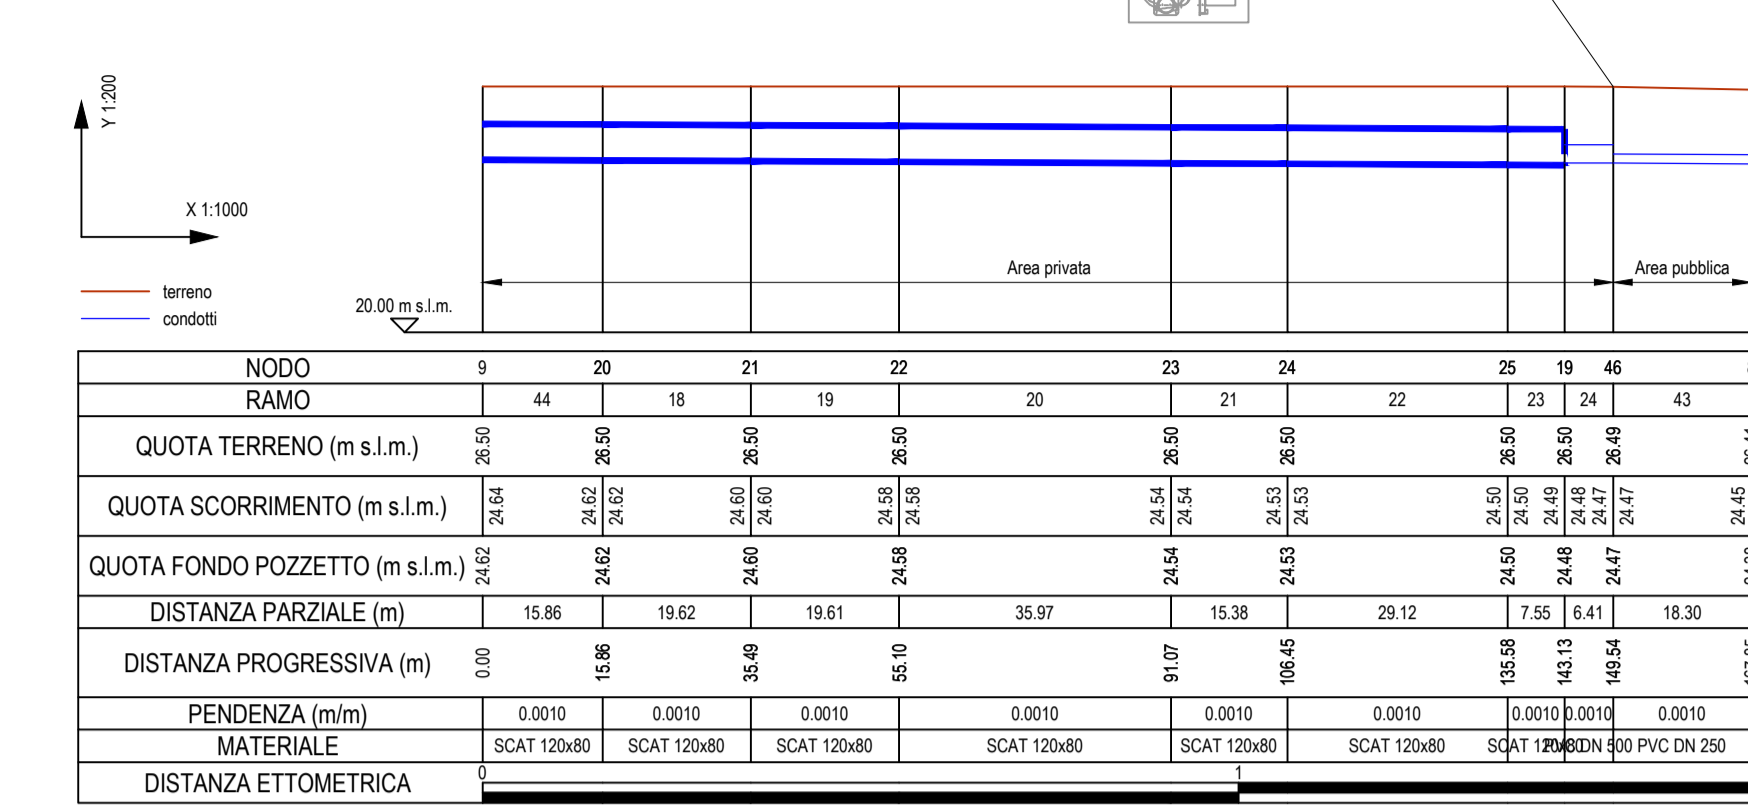 Y 1:200
X 1:1000
Area privata
Area pubblica
terreno
condotti
20.00 m s.l.m.
NODO 9 20 21 22 23 24 25 19 46
RAMO 44 18 19 20 21 22 23 24 43
QUOTA TERRENO (m s.l.m.) 26.50 26.50 26.50 26.50 26.50 26.50 26.50 26.50 26.49
QUOTA SCORRIMENTO (m s.l.m.) 24.64 24.62 24.62 24.60 24.60 24.58 24.58 24.54 24.54 24.53 24.53 24.50 24.50 24.49 24.48 24.47 24.47 24.45
QUOTA FONDO POZZETTO (m s.l.m.) 24.62 24.62 24.60 24.58 24.54 24.53 24.50 24.48 24.47
DISTANZA PARZIALE (m) 15.86 19.62 19.61 35.97 15.38 29.12 7.55 6.41 18.30
DISTANZA PROGRESSIVA (m) 0.00 15.86 35.49 55.10 91.07 106.45 135.58 143.13 149.54
PENDENZA (m/m) 0.0010 0.0010 0.0010 0.0010 0.0010 0.0010 0.0010 0.0010 0.0010
MATERIALE SCAT 120x80 SCAT 120x80 SCAT 120x80 SCAT 120x80 SCAT 120x80 SCAT 120x80 SCAT 120x80 PVC DN 500 PVC DN 250
DISTANZA ETTOMETRICA 0 1